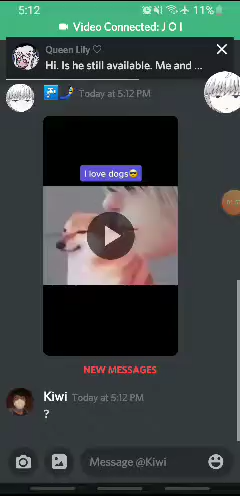 5:12
11%
Video Connected: J O I
Queen Lily ♡
Hi. Is he still available. Me and ...
Today at 5:12 PM
I love dogs😎
NEW MESSAGES
Kiwi Today at 5:12 PM
?
Message @Kiwi